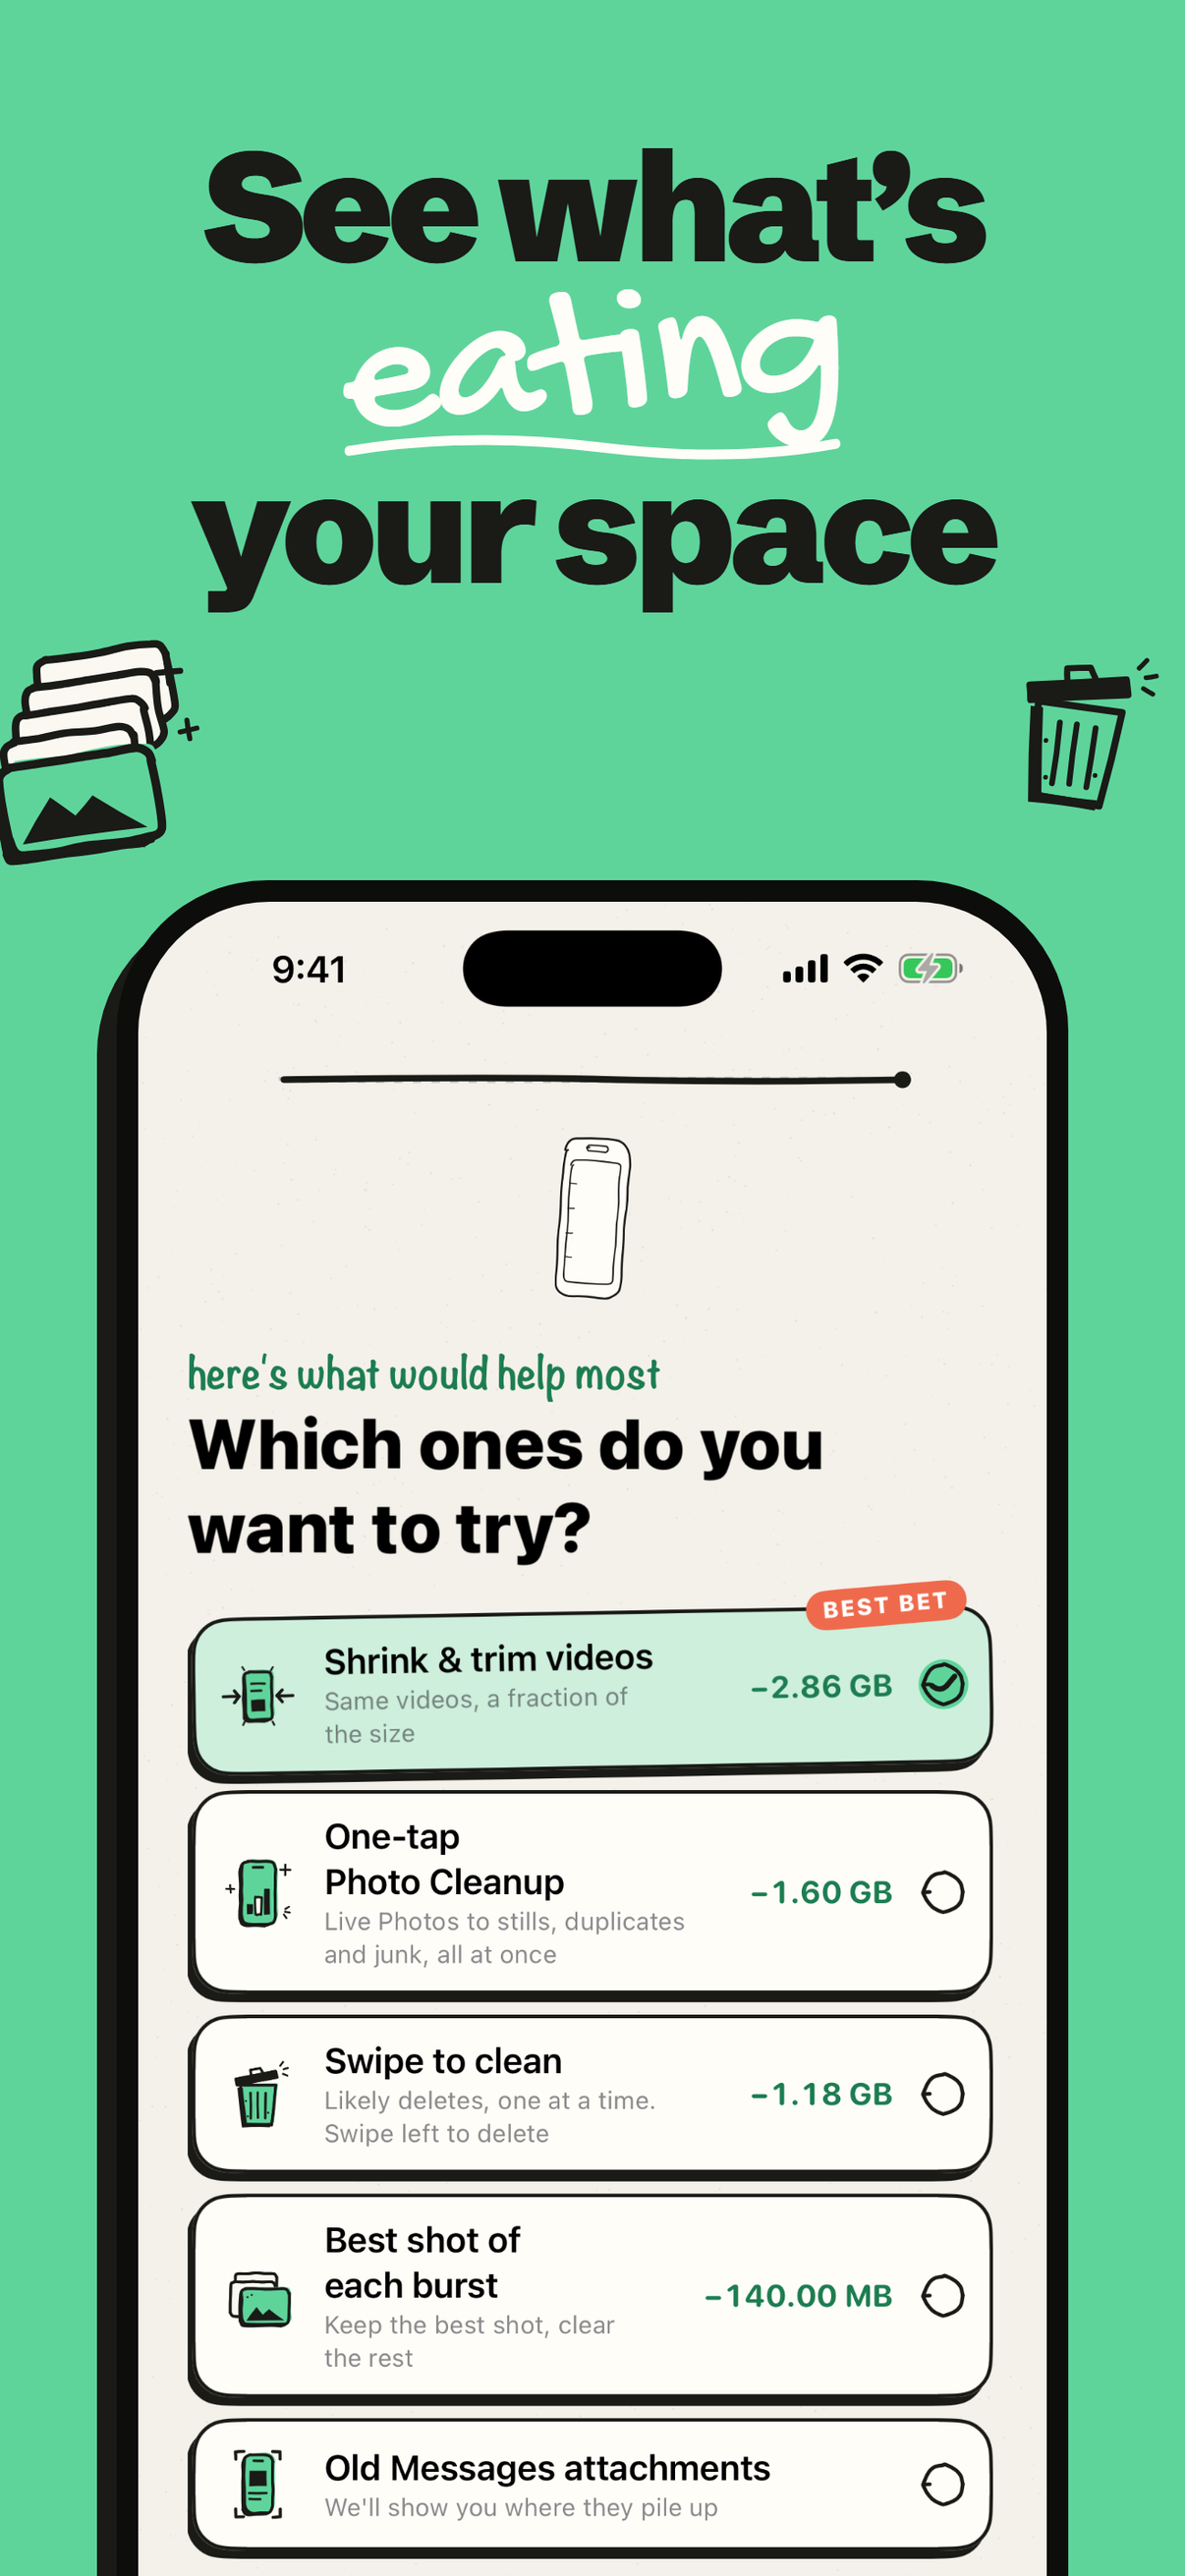 See what’s
eating
your space
9:41
here's what would help most
Which ones do you
want to try?
BEST BET
Shrink & trim videos
Same videos, a fraction of
the size
−2.86 GB
One-tap
Photo Cleanup
Live Photos to stills, duplicates
and junk, all at once
−1.60 GB
Swipe to clean
Likely deletes, one at a time.
Swipe left to delete
−1.18 GB
Best shot of
each burst
Keep the best shot, clear
the rest
−140.00 MB
Old Messages attachments
We'll show you where they pile up